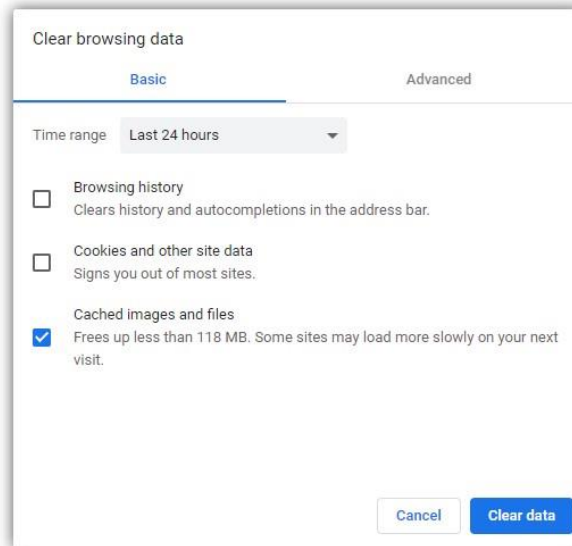 Clear browsing data
Basic
Advanced
Time range
Last 24 hours
Browsing history
Clears history and autocompletions in the address bar.
Cookies and other site data
Signs you out of most sites.
Cached images and files
Frees up less than 118 MB. Some sites may load more slowly on your next
visit.
Cancel
Clear data